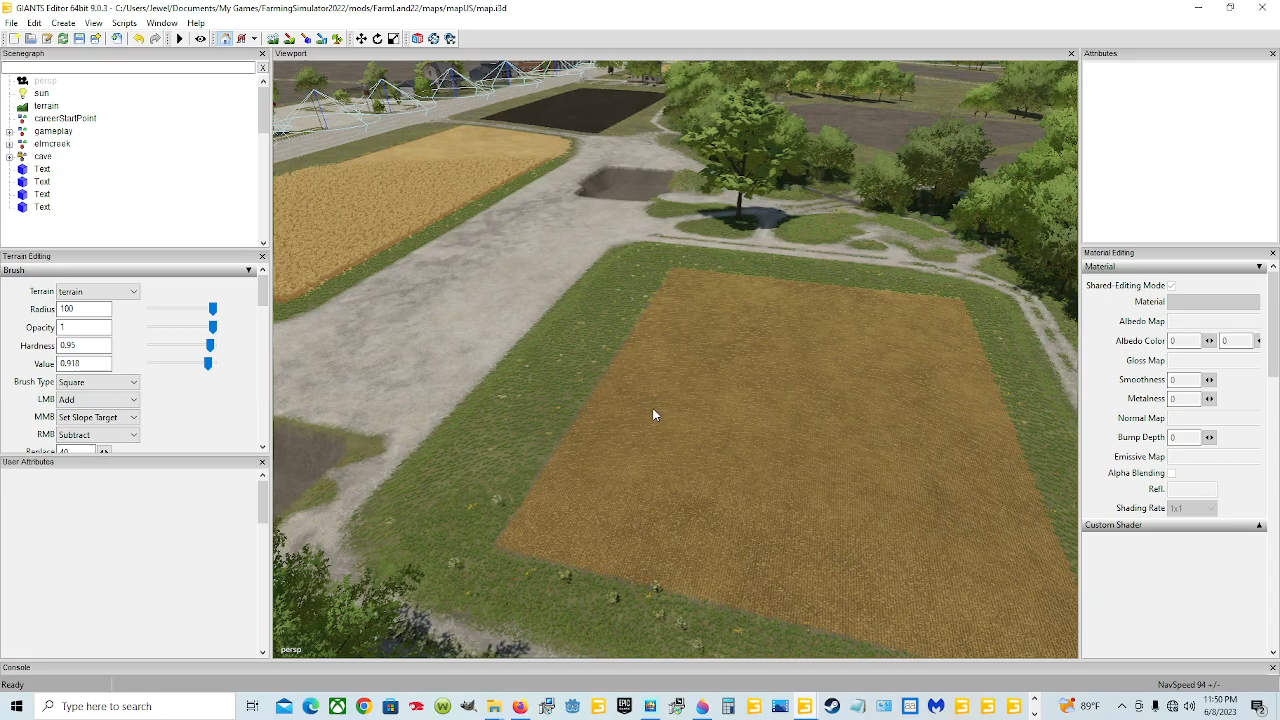 GIANTS Editor 64bit 9.0.3 - C:/Users/Jewel/Documents/My Games/FarmingSimulator2022/mods/FarmLand22/maps/mapUS/map.i3d
File Edit View Create Scripts Window Help
Scenegraph
Viewport
Attributes
persp
sun
terrain
careerStartPoint
gameplay
elmcreek
cave
Text
Text
Text
Text
Terrain Editing
Brush
Terrain terrain
Radius 100
Opacity 1
Hardness 0.95
Value 0.918
Brush Type Square
LMB Add
MMB Set Slope Target
RMB Subtract
Replace 40
User Attributes
persp
Material Editing
Material
Shared-Editing Mode
Material
Albedo Map
Albedo Color 0 0
Gloss Map
Smoothness 0
Metalness 0
Normal Map
Bump Depth 0
Emissive Map
Alpha Blending
Refl.
Shading Rate 1x1
Custom Shader
Console
Ready
NavSpeed 94 +/-
Type here to search
89°F
11:50 PM
6/8/2023